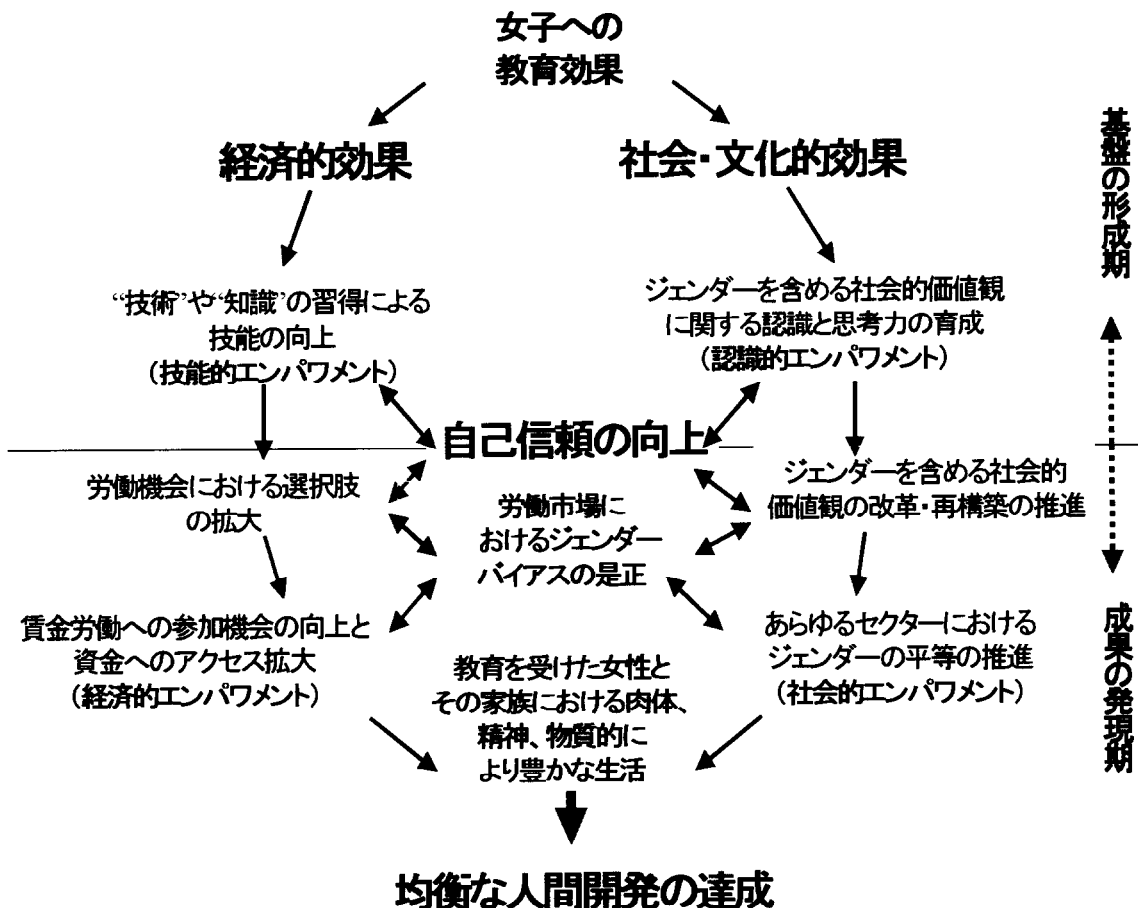 女子への
教育効果
経済的効果
社会・文化的効果
基盤の形成期
“技術”や“知識”の習得による
技能の向上
(技能的エンパワメント)
ジェンダーを含める社会的価値観
に関する認識と思考力の育成
(認識的エンパワメント)
自己信頼の向上
労働機会における選択肢
の拡大
労働市場に
おけるジェンダー
バイアスの是正
ジェンダーを含める社会的
価値観の改革・再構築の推進
賃金労働への参加機会の向上と
資金へのアクセス拡大
(経済的エンパワメント)
教育を受けた女性と
その家族における肉体、
精神、物質的に
より豊かな生活
あらゆるセクターにおける
ジェンダーの平等の推進
(社会的エンパワメント)
成果の発現期
均衡な人間開発の達成